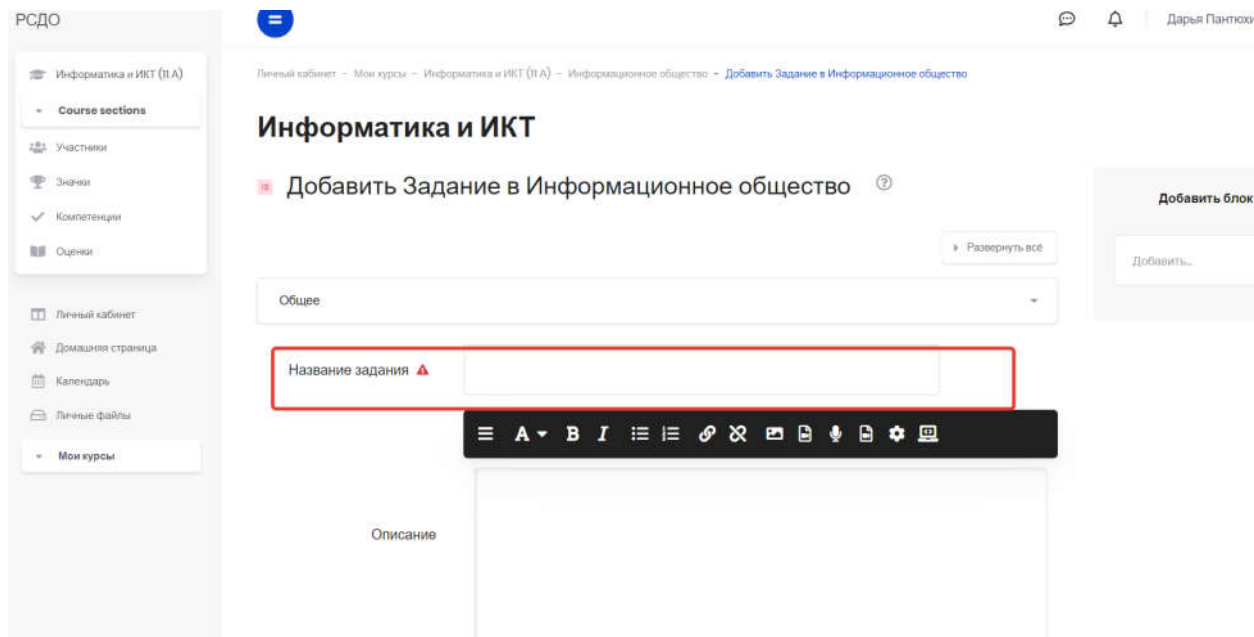 РСДО
Дарья Пантюхи
Информатика и ИКТ (11 А)
Course sections
Участники
Значки
Компетенции
Оценки
Личный кабинет
Домашняя страница
Календарь
Личные файлы
Мои курсы
Личный кабинет - Мои курсы - Информатика и ИКТ (11 А) - Информационное общество - Добавить Задание в Информационное общество
Информатика и ИКТ
Добавить Задание в Информационное общество
Развернуть всё
Общее
Название задания
A B I
Описание
Добавить блок
Добавить...